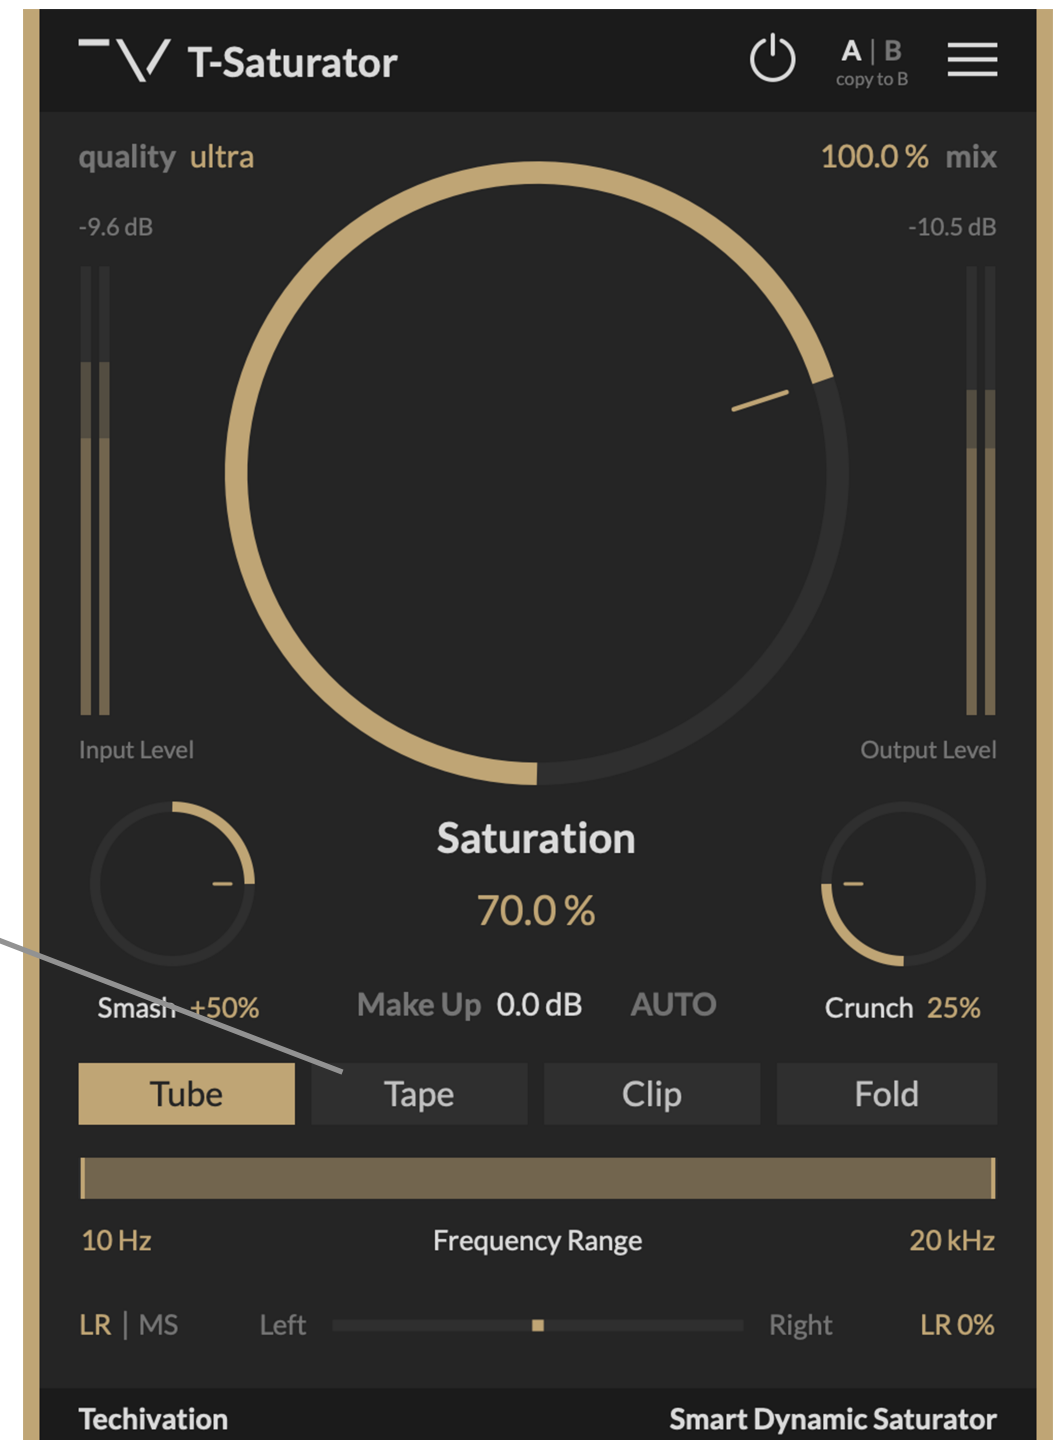 T-Saturator
A | B
copy to B
quality ultra
100.0 % mix
-9.6 dB
-10.5 dB
Input Level
Output Level
Saturation
70.0 %
Smash +50%
Make Up 0.0 dB AUTO
Crunch 25%
Tube
Tape
Clip
Fold
10 Hz
Frequency Range
20 kHz
LR | MS
Left
Right
LR 0%
Techivation
Smart Dynamic Saturator